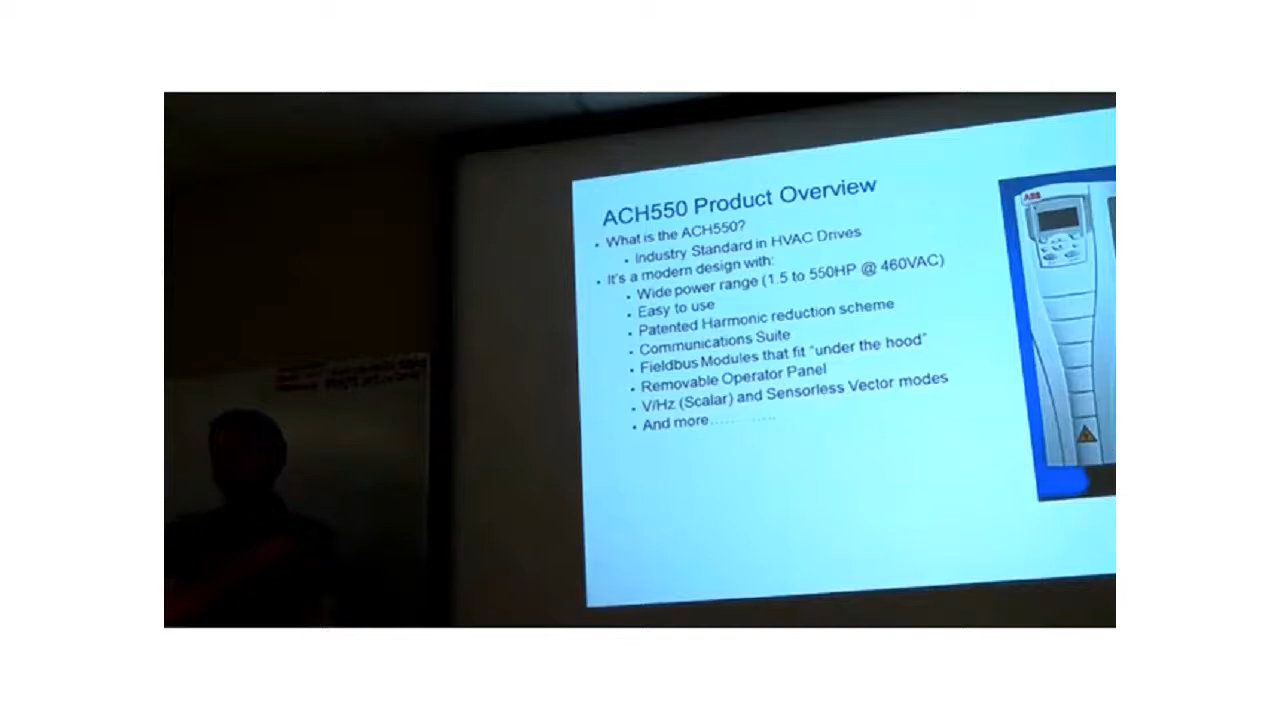 ACH550 Product Overview
• What is the ACH550?
• Industry Standard in HVAC Drives
• It's a modern design with:
• Wide power range (1.5 to 550HP @ 460VAC)
• Easy to use
• Patented Harmonic reduction scheme
• Communications Suite
• Fieldbus Modules that fit "under the hood"
• Removable Operator Panel
• V/Hz (Scalar) and Sensorless Vector modes
• And more.............
ABB